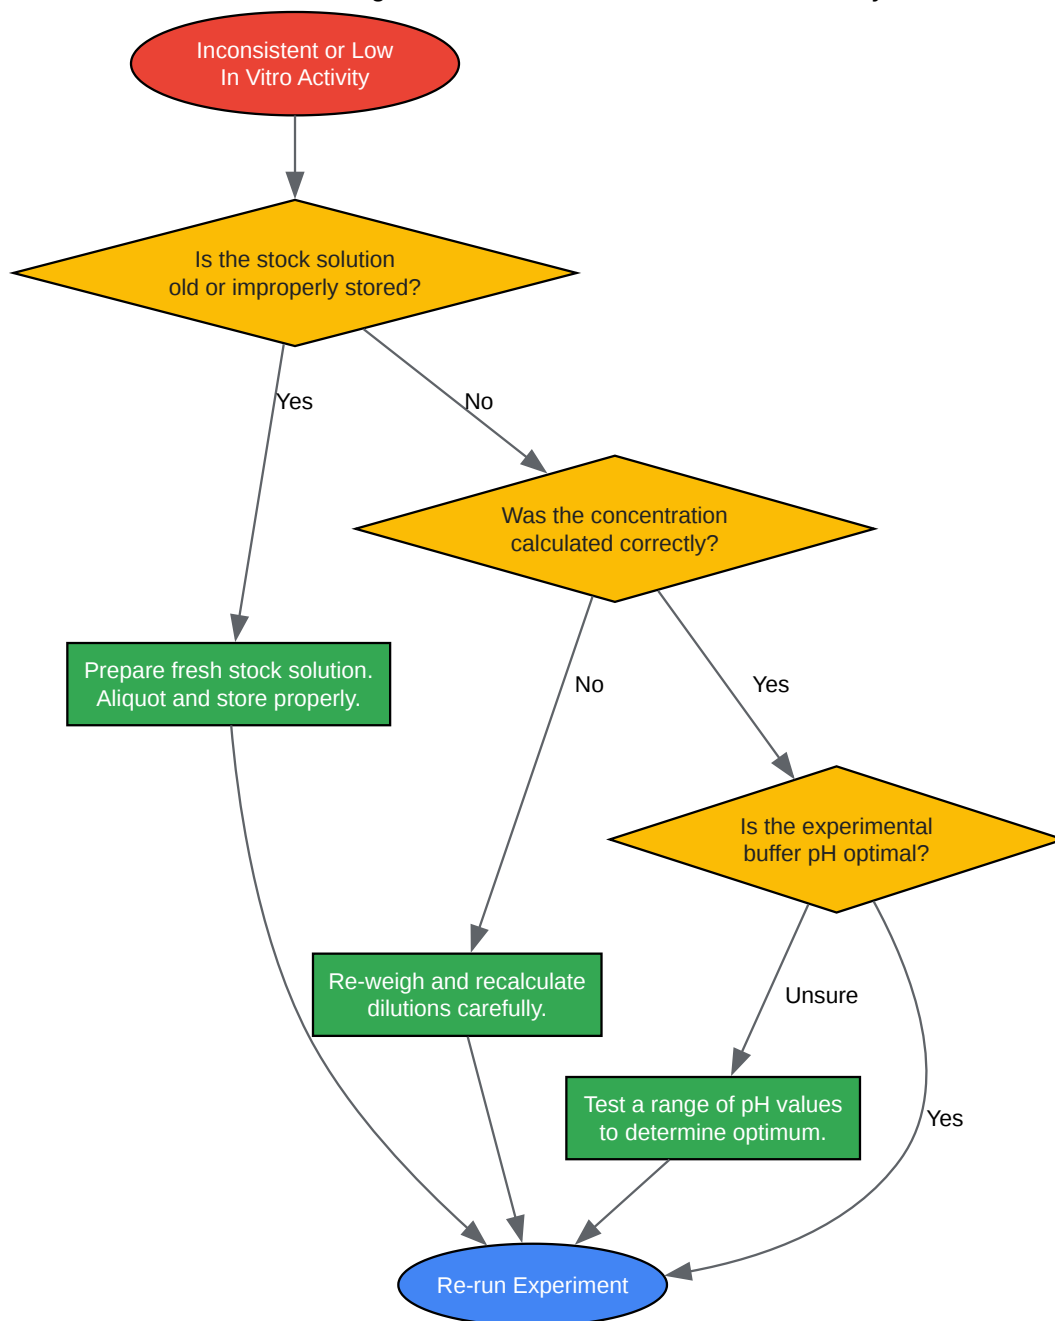 Inconsistent or Low
In Vitro Activity
Is the stock solution
old or improperly stored?
Yes
No
Was the concentration
calculated correctly?
Prepare fresh stock solution.
Aliquot and store properly.
No
Yes
Is the experimental
buffer pH optimal?
Re-weigh and recalculate
dilutions carefully.
Unsure
Test a range of pH values
to determine optimum.
Yes
Re-run Experiment